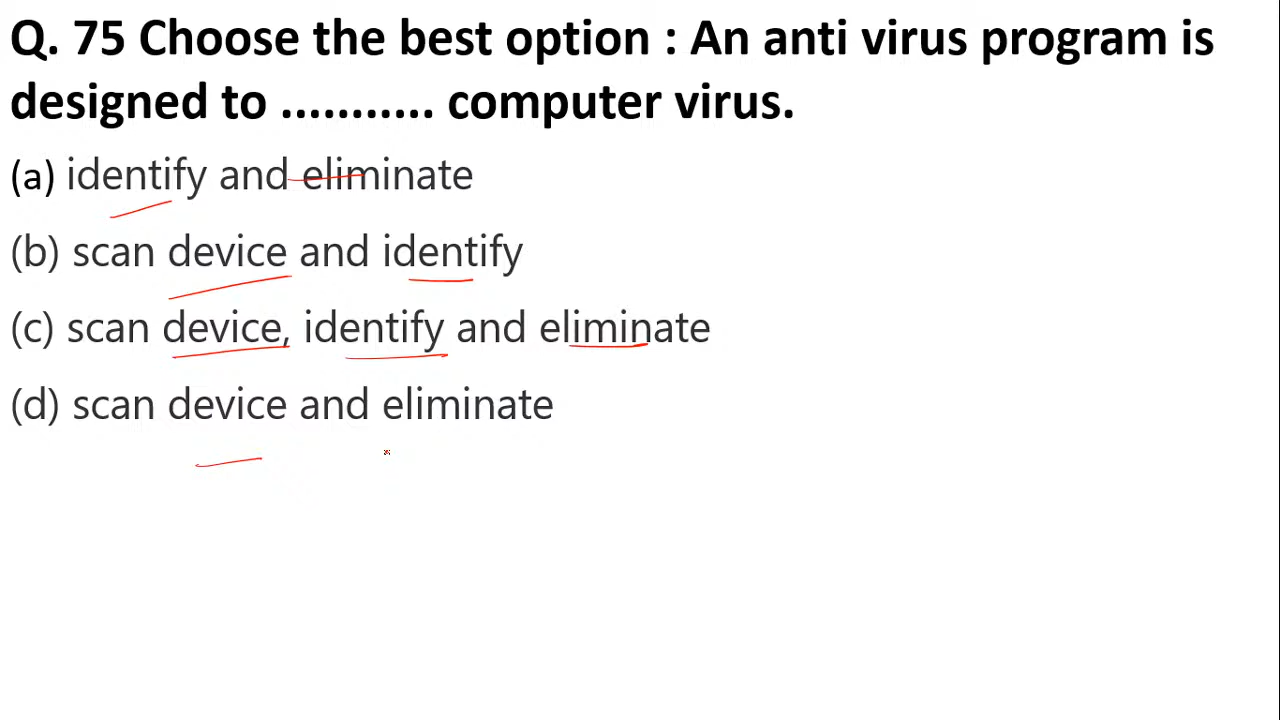 Q. 75 Choose the best option : An anti virus program is
designed to ........... computer virus.
(a) identify and eliminate
(b) scan device and identify
(c) scan device, identify and eliminate
(d) scan device and eliminate